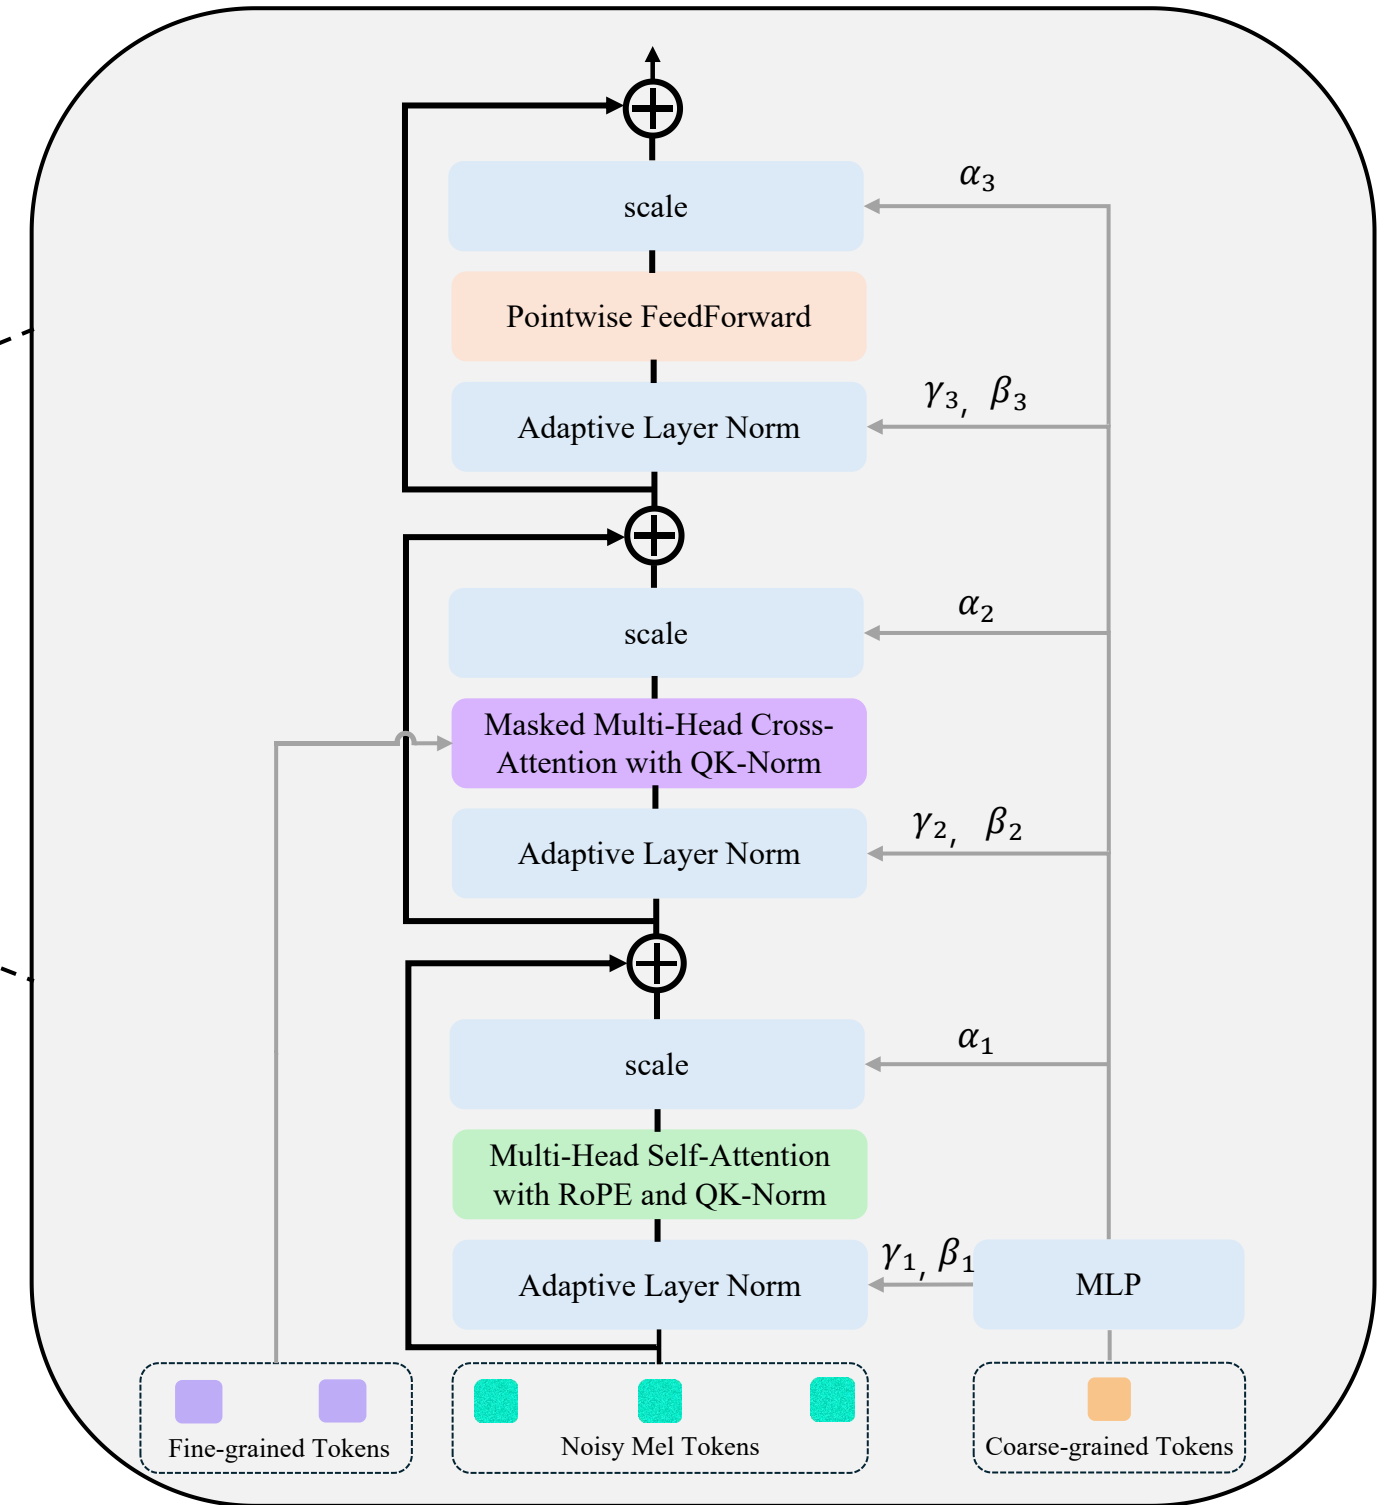 scale
α₃
Pointwise FeedForward
Adaptive Layer Norm
γ₃, β₃
scale
α₂
Masked Multi-Head Cross-
Attention with QK-Norm
Adaptive Layer Norm
γ₂, β₂
scale
α₁
Multi-Head Self-Attention
with RoPE and QK-Norm
Adaptive Layer Norm
γ₁, β₁
MLP
Fine-grained Tokens
Noisy Mel Tokens
Coarse-grained Tokens